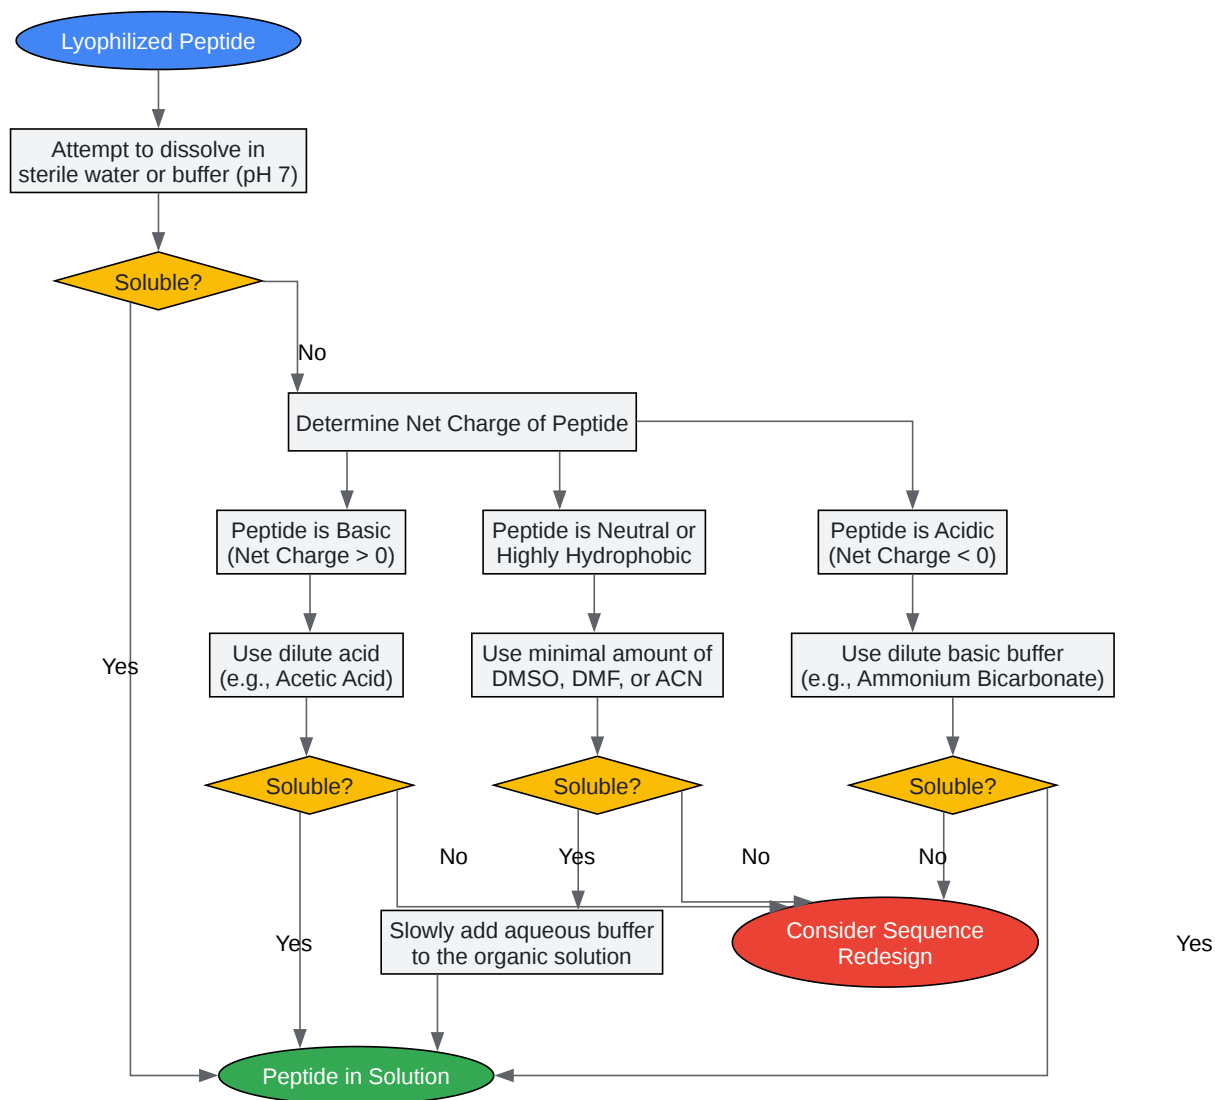 Lyophilized Peptide
Attempt to dissolve in
sterile water or buffer (pH 7)
Soluble?
No
Determine Net Charge of Peptide
Peptide is Basic
(Net Charge > 0)
Peptide is Neutral or
Highly Hydrophobic
Peptide is Acidic
(Net Charge < 0)
Yes
Use dilute acid
(e.g., Acetic Acid)
Use minimal amount of
DMSO, DMF, or ACN
Use dilute basic buffer
(e.g., Ammonium Bicarbonate)
Soluble?
Soluble?
Soluble?
No
Yes
No
No
Yes
Slowly add aqueous buffer
to the organic solution
Consider Sequence
Redesign
Yes
Peptide in Solution